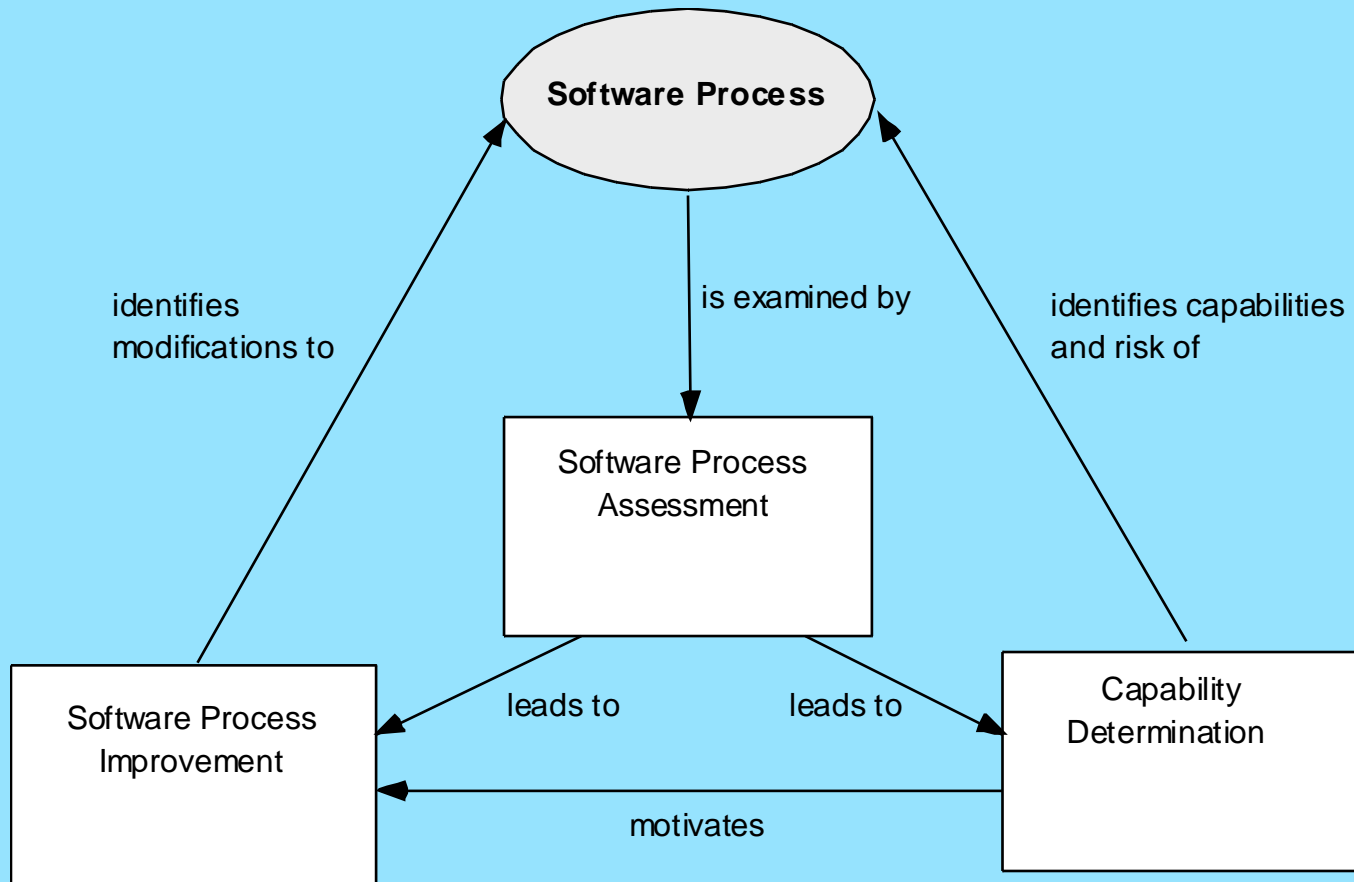 Software Process
identifies
modifications to
is examined by
identifies capabilities
and risk of
Software Process
Assessment
Software Process
Improvement
leads to
leads to
Capability
Determination
motivates